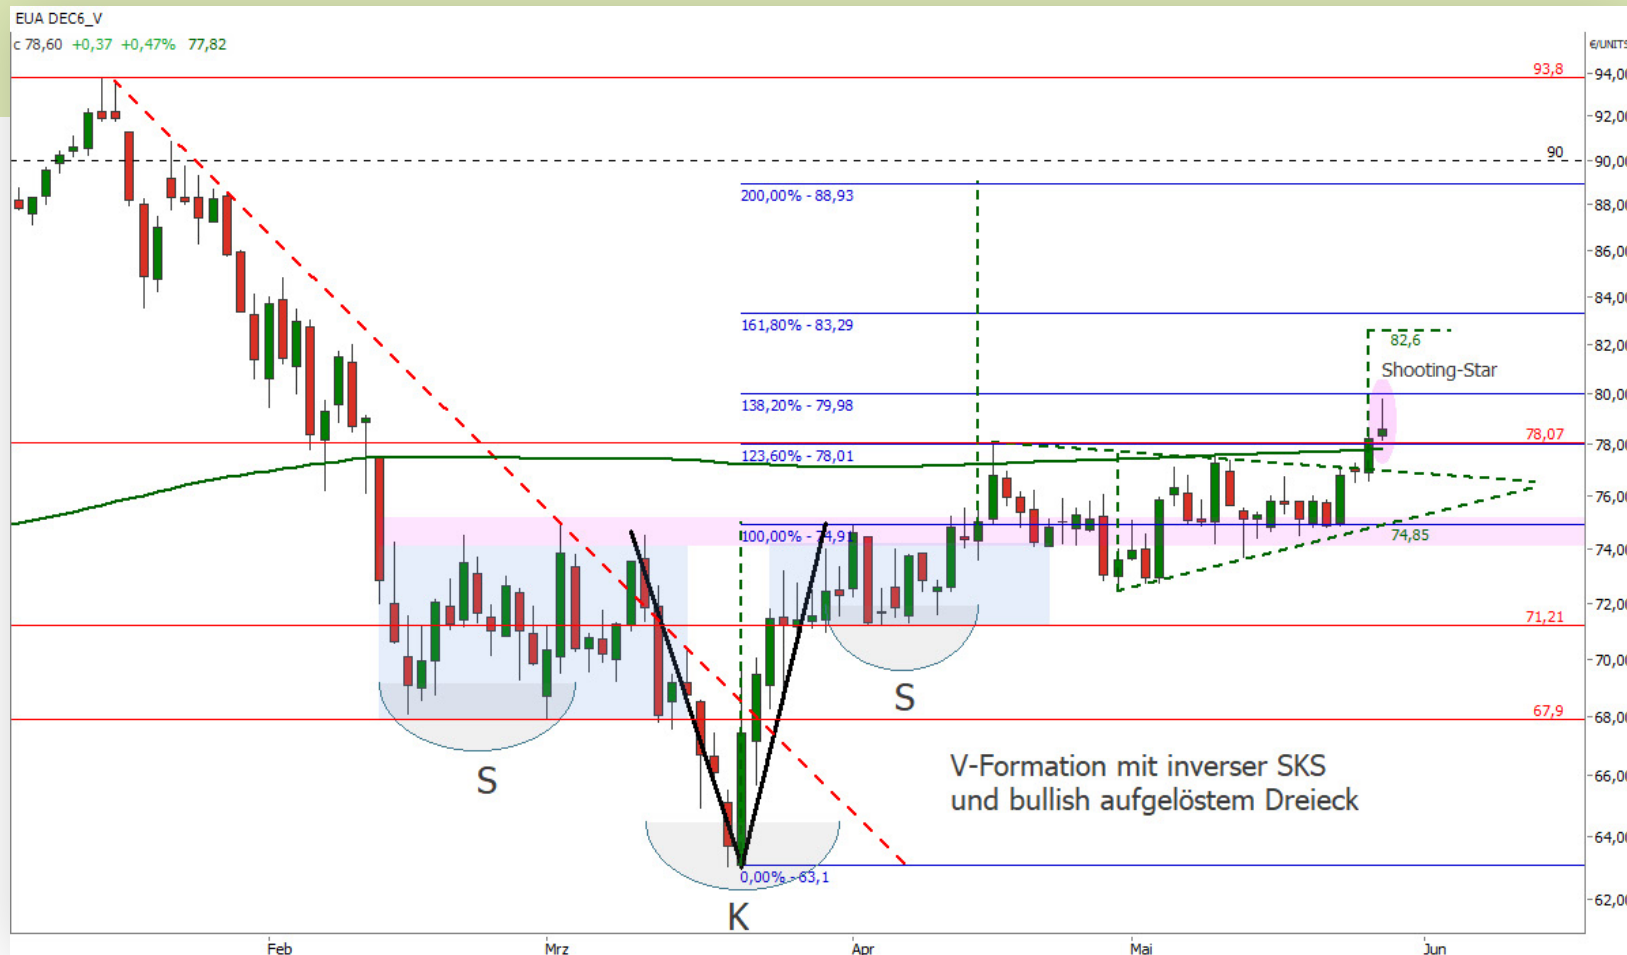 EUA DEC6_V
c 78,60 +0,37 +0,47% 77,82
€/UNITS
93,8
94,00
92,00
90
90,00
200,00% - 88,93
88,00
86,00
84,00
161,80% - 83,29
82,6
82,00
Shooting-Star
138,20% - 79,98
80,00
78,07
78,00
123,60% - 78,01
76,00
100,00% - 74,91
74,85
74,00
72,00
71,21
70,00
S
67,9
68,00
S
V-Formation mit inverser SKS
und bullish aufgelöstem Dreieck
66,00
64,00
0,00% - 63,1
62,00
K
Feb Mrz Apr Mai Jun